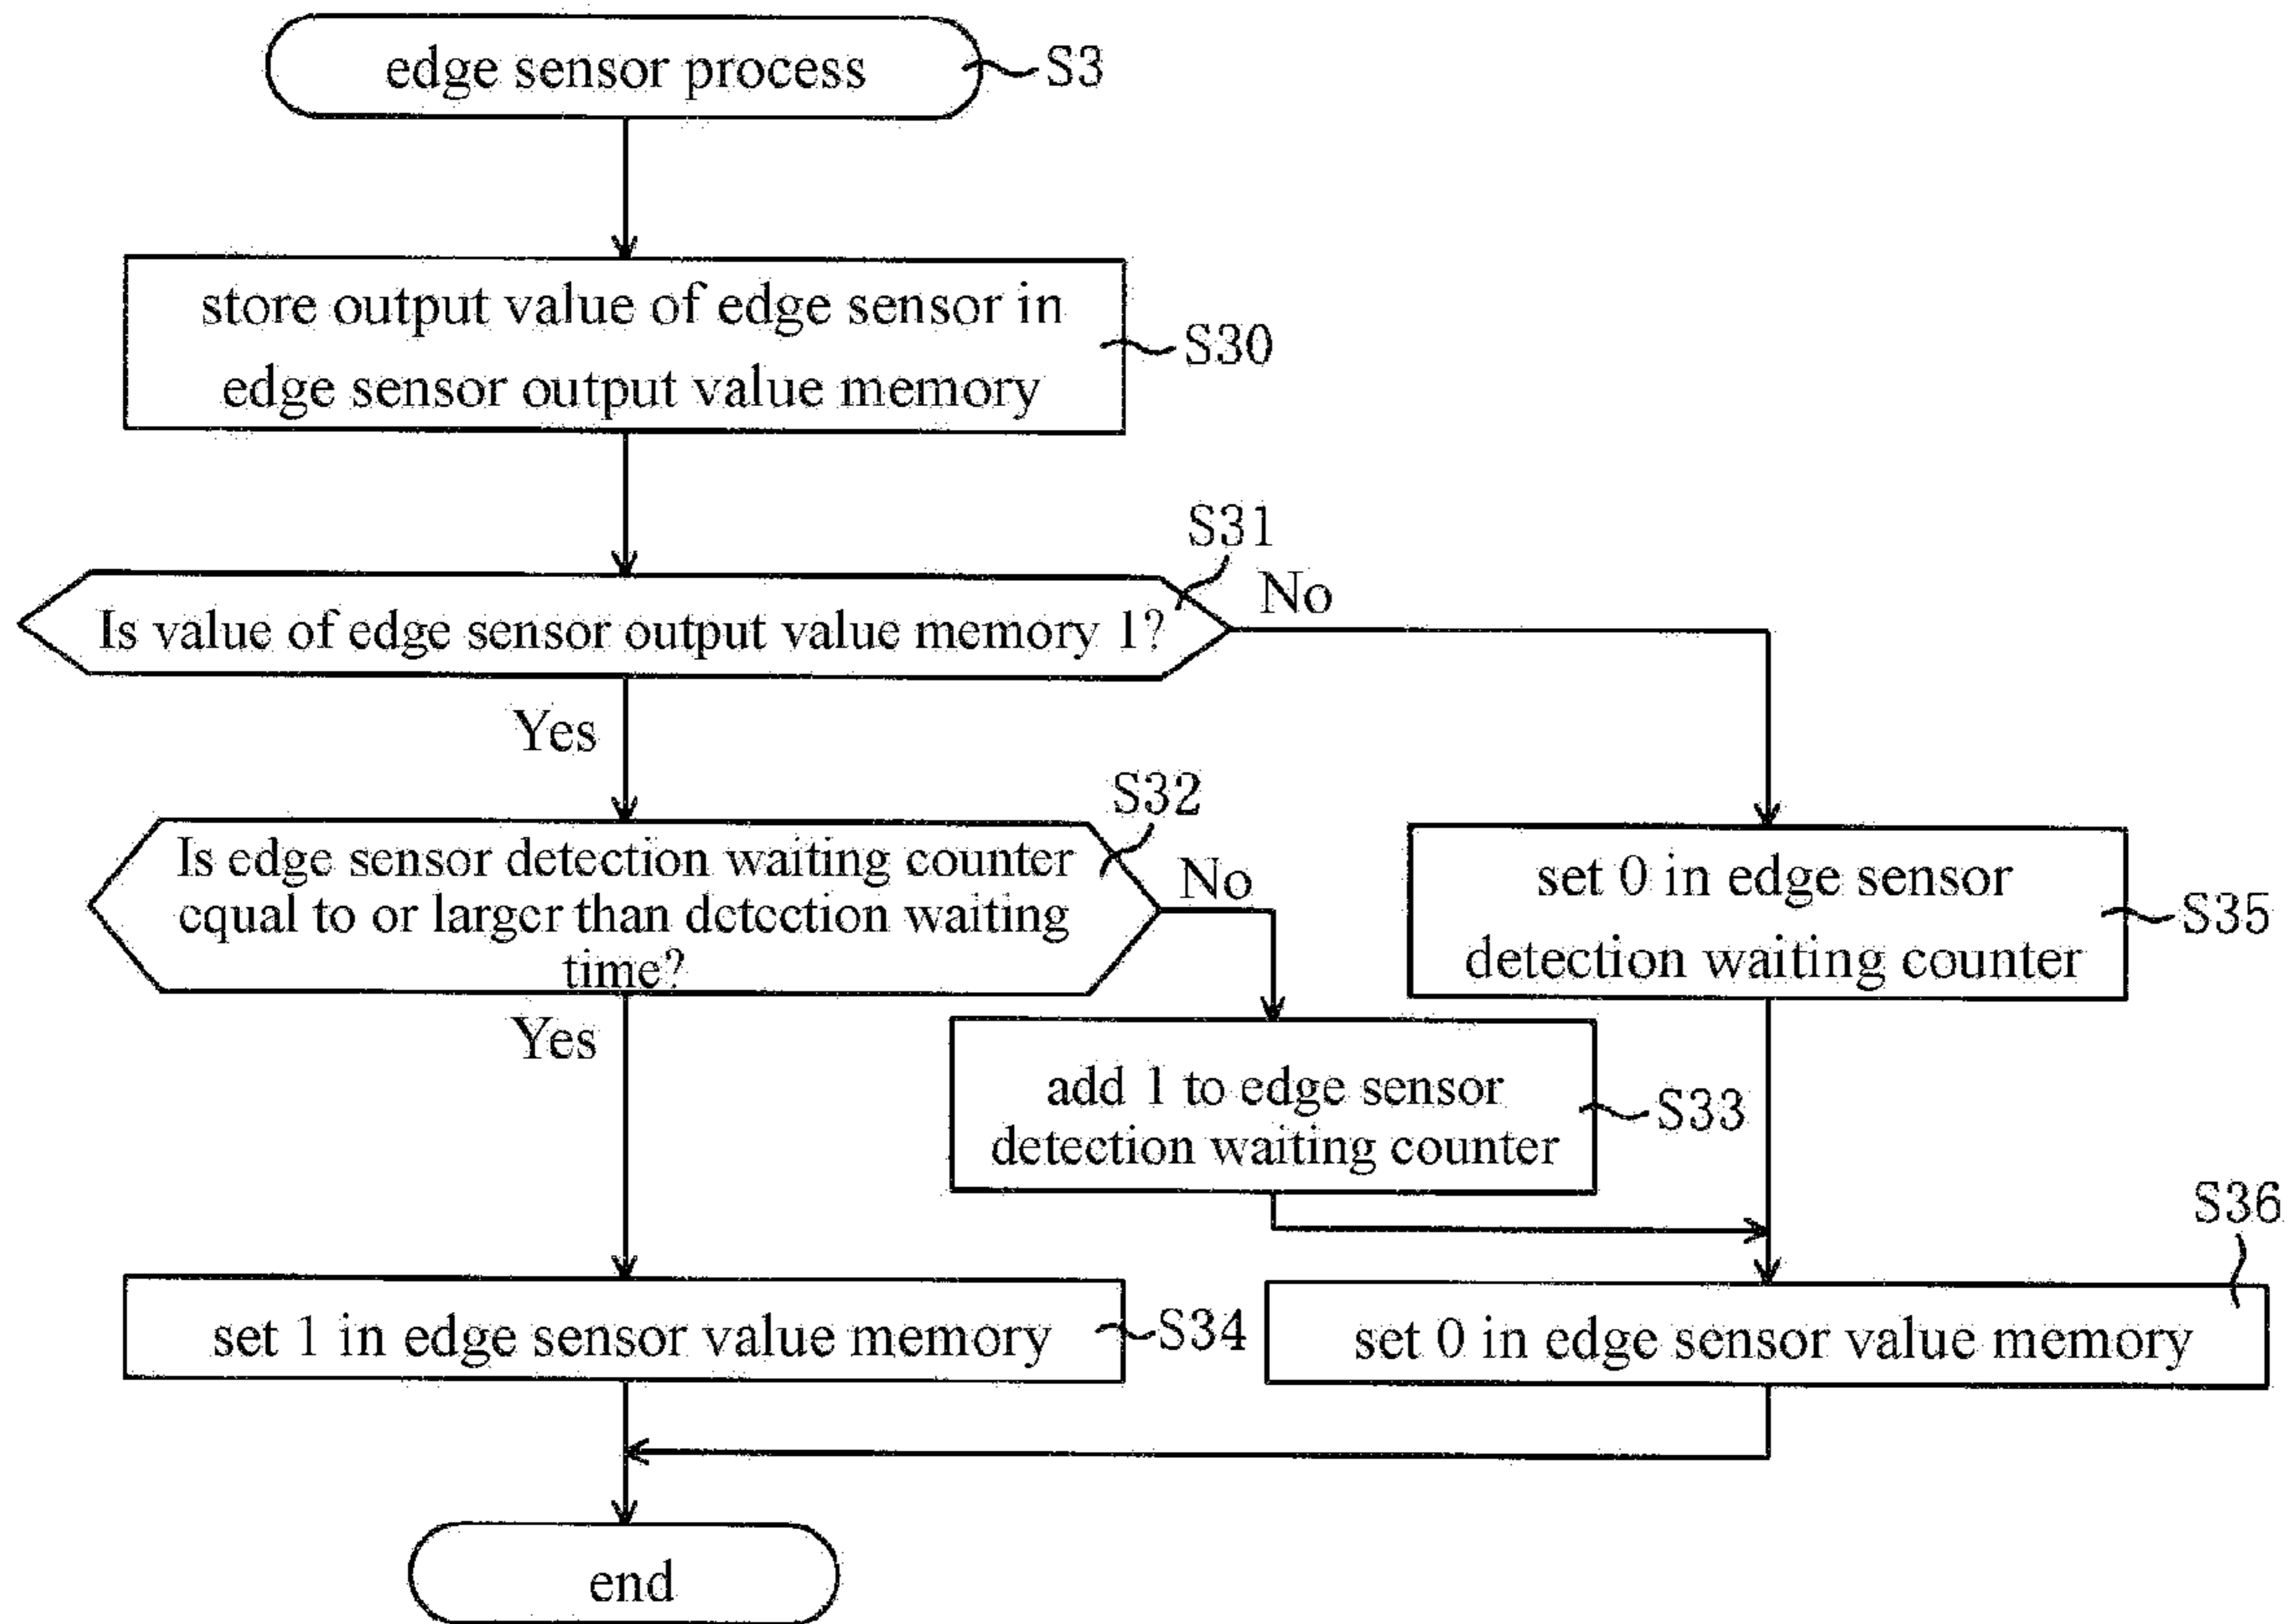 edge sensor process
S3
store output value of edge sensor in
edge sensor output value memory
S30
S31
Is value of edge sensor output value memory 1?
No
Yes
S32
Is edge sensor detection waiting counter
equal to or larger than detection waiting
time?
No
Yes
set 0 in edge sensor
detection waiting counter
S35
add 1 to edge sensor
detection waiting counter
S33
S36
set 1 in edge sensor value memory
S34
set 0 in edge sensor value memory
end